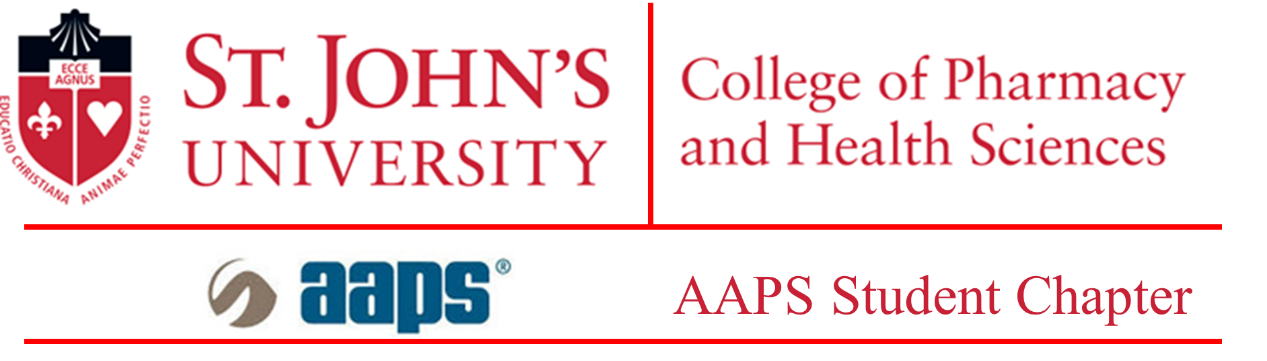 ECCE
AGNUS
EDUCATIO CHRISTIANA ANIMAE PERFECTIO
ST. JOHN'S
UNIVERSITY
College of Pharmacy
and Health Sciences
aaps®
AAPS Student Chapter